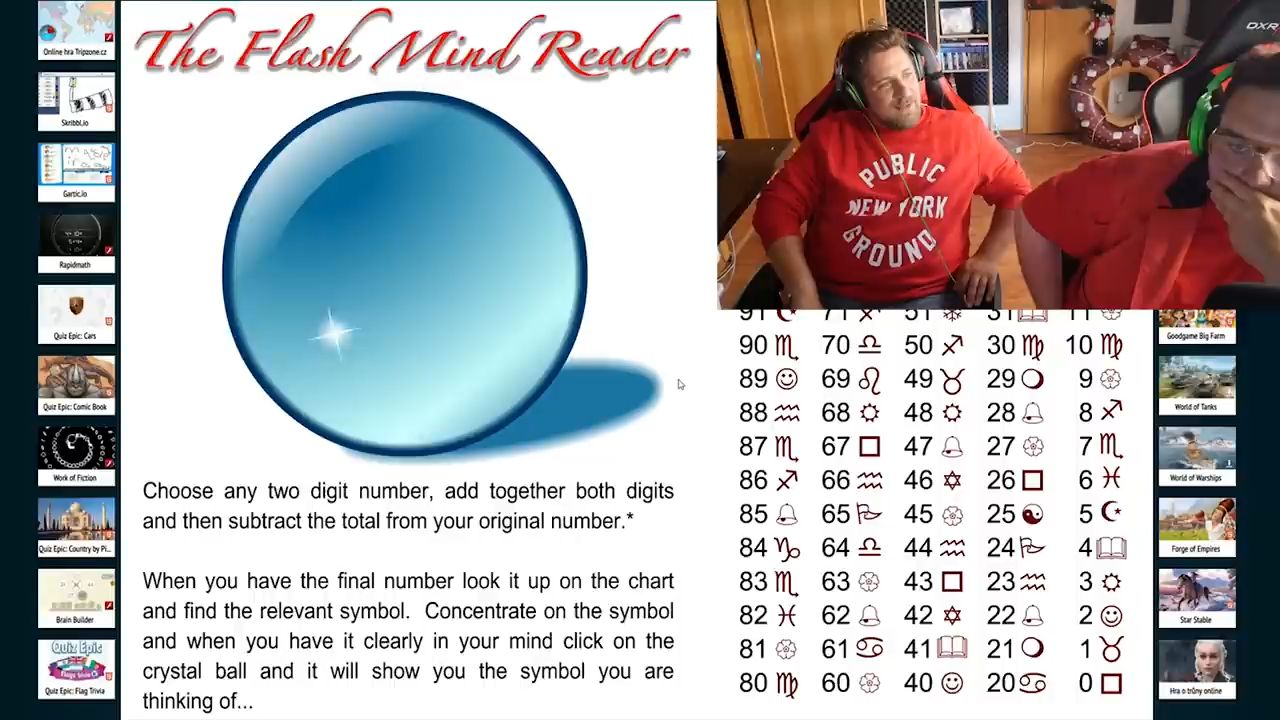 The Flash Mind Reader
Online hra Tripzone.cz
Skribbl.io
Gartic.io
Rapidmath
Quiz Epic: Cars
Quiz Epic: Comic Book
Work of Fiction
Quiz Epic: Country by Pi...
Brain Builder
Quiz Epic
Quiz Epic: Flag Trivia
Choose any two digit number, add together both digits
and then subtract the total from your original number.*
When you have the final number look it up on the chart
and find the relevant symbol. Concentrate on the symbol
and when you have it clearly in your mind click on the
crystal ball and it will show you the symbol you are
thinking of...
PUBLIC
NEW YORK
GROUND
DXR
91 71 51 31 11
90 70 50 30 10
89 69 49 29 9
88 68 48 28 8
87 67 47 27 7
86 66 46 26 6
85 65 45 25 5
84 64 44 24 4
83 63 43 23 3
82 62 42 22 2
81 61 41 21 1
80 60 40 20 0
Goodgame Big Farm
World of Tanks
World of Warships
Forge of Empires
Star Stable
Hra o trůny online